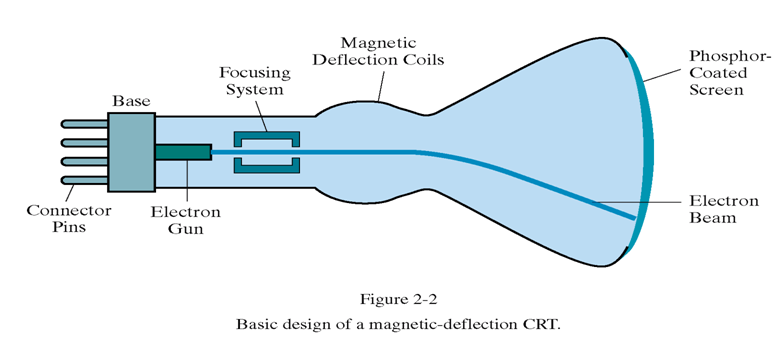 Magnetic
Deflection Coils
Phosphor-
Coated
Screen
Focusing
System
Base
Connector
Pins
Electron
Gun
Electron
Beam
Figure 2-2
Basic design of a magnetic-deflection CRT.